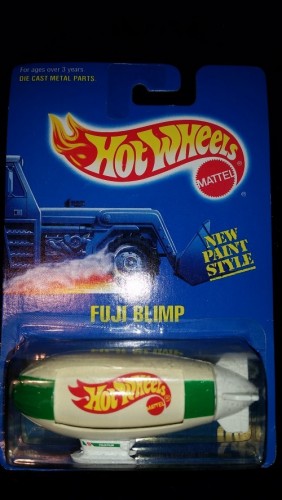 For ages over 3 years
DIE CAST METAL PARTS
Hot Wheels
MATTEL
NEW
PAINT
STYLE
FUJI BLIMP
Hot Wheels
MATTEL